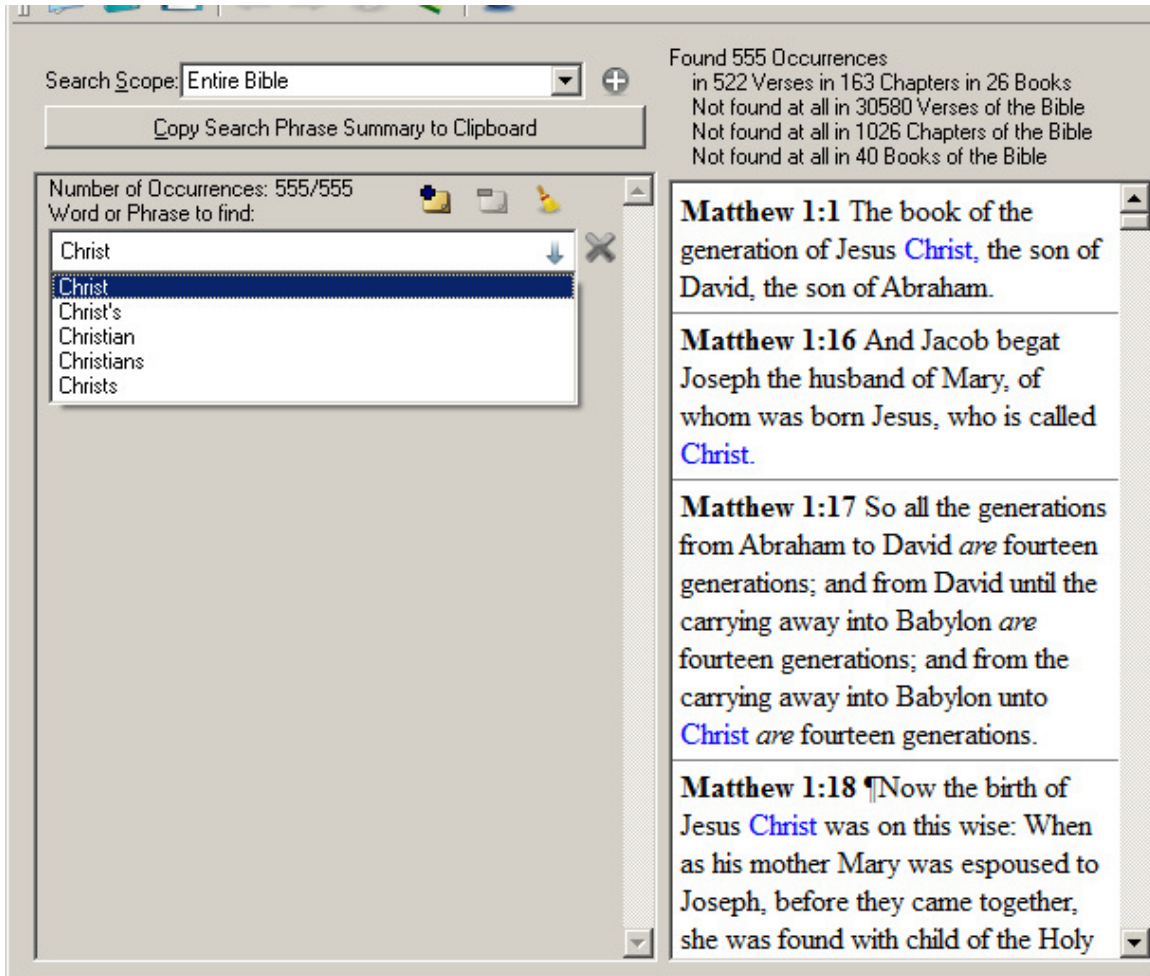 Search Scope: Entire Bible
Copy Search Phrase Summary to Clipboard
Number of Occurrences: 555/555
Word or Phrase to find:
Christ
Christ
Christ's
Christian
Christians
Christs
Found 555 Occurrences
in 522 Verses in 163 Chapters in 26 Books
Not found at all in 30580 Verses of the Bible
Not found at all in 1026 Chapters of the Bible
Not found at all in 40 Books of the Bible
Matthew 1:1 The book of the
generation of Jesus Christ, the son of
David, the son of Abraham.
Matthew 1:16 And Jacob begat
Joseph the husband of Mary, of
whom was born Jesus, who is called
Christ.
Matthew 1:17 So all the generations
from Abraham to David are fourteen
generations; and from David until the
carrying away into Babylon are
fourteen generations; and from the
carrying away into Babylon unto
Christ are fourteen generations.
Matthew 1:18 ¶Now the birth of
Jesus Christ was on this wise: When
as his mother Mary was espoused to
Joseph, before they came together,
she was found with child of the Holy